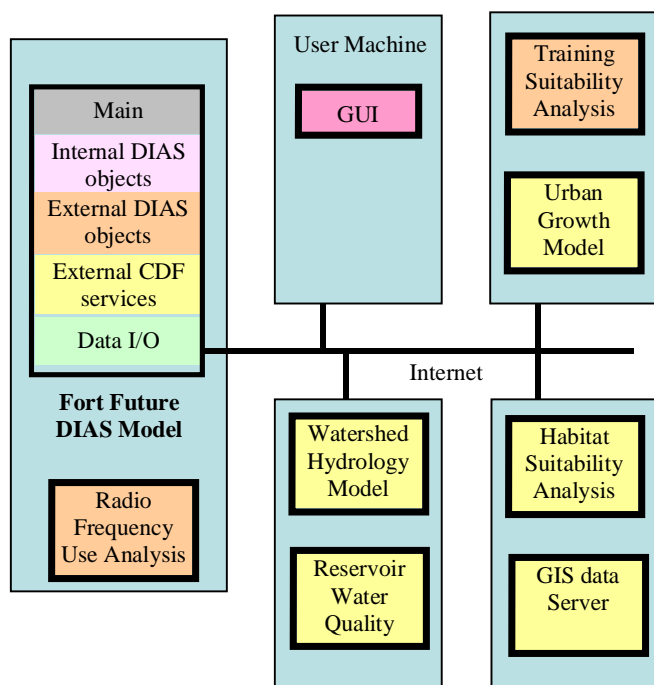 Main
Internal DIAS
objects
External DIAS
objects
External CDF
services
Data I/O
Fort Future
DIAS Model
Radio
Frequency
Use Analysis
User Machine
GUI
Training
Suitability
Analysis
Urban
Growth
Model
Internet
Watershed
Hydrology
Model
Reservoir
Water
Quality
Habitat
Suitability
Analysis
GIS data
Server